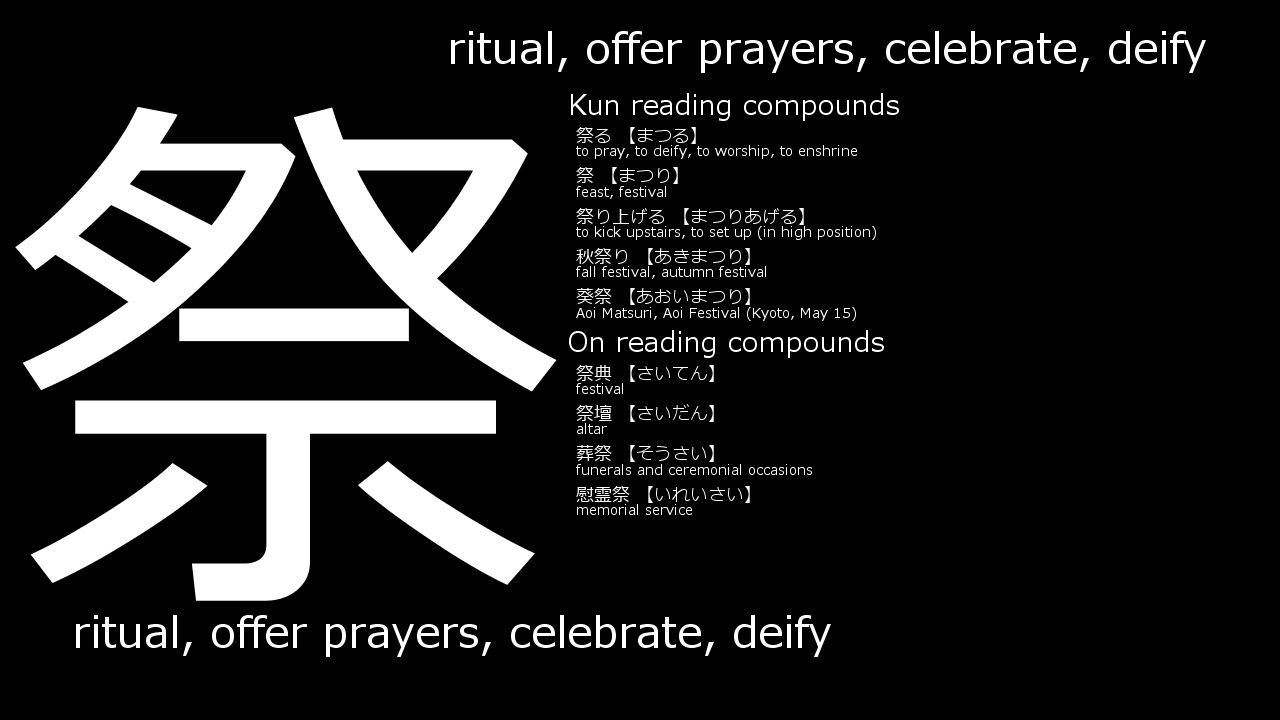 ritual, offer prayers, celebrate, deify
祭
Kun reading compounds
祭る 【まつる】
to pray, to deify, to worship, to enshrine
祭 【まつり】
feast, festival
祭り上げる 【まつりあげる】
to kick upstairs, to set up (in high position)
秋祭り 【あきまつり】
fall festival, autumn festival
葵祭 【あおいまつり】
Aoi Matsuri, Aoi Festival (Kyoto, May 15)
On reading compounds
祭典 【さいてん】
festival
祭壇 【さいだん】
altar
葬祭 【そうさい】
funerals and ceremonial occasions
慰霊祭 【いれいさい】
memorial service
ritual, offer prayers, celebrate, deify